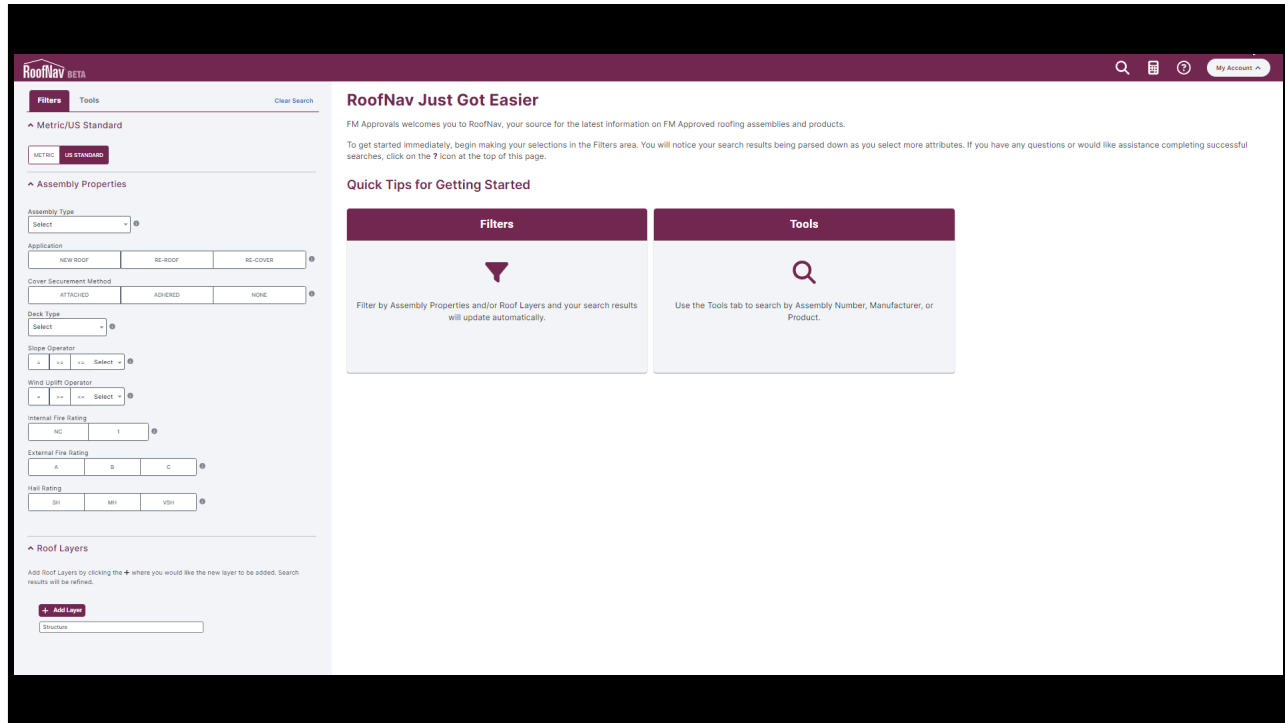 RoofNav BETA
My Account
Filters Tools Clear Search
Metric/US Standard
METRIC US STANDARD
Assembly Properties
Assembly Type
Select
Application
NEW ROOF RE-ROOF RE-COVER
Cover Securement Method
ATTACHED ADHERED NONE
Deck Type
Select
Slope Operator
= >= <= Select
Wind Uplift Operator
= >= <= Select
Internal Fire Rating
NC 1
External Fire Rating
A B C
Hail Rating
SH MH VSH
Roof Layers
Add Roof Layers by clicking the + where you would like the new layer to be added. Search
results will be refined.
+ Add Layer
Structure
RoofNav Just Got Easier
FM Approvals welcomes you to RoofNav, your source for the latest information on FM Approved roofing assemblies and products.
To get started immediately, begin making your selections in the Filters area. You will notice your search results being parsed down as you select more attributes. If you have any questions or would like assistance completing successful
searches, click on the ? icon at the top of this page.
Quick Tips for Getting Started
Filters
Filter by Assembly Properties and/or Roof Layers and your search results
will update automatically.
Tools
Use the Tools tab to search by Assembly Number, Manufacturer, or
Product.